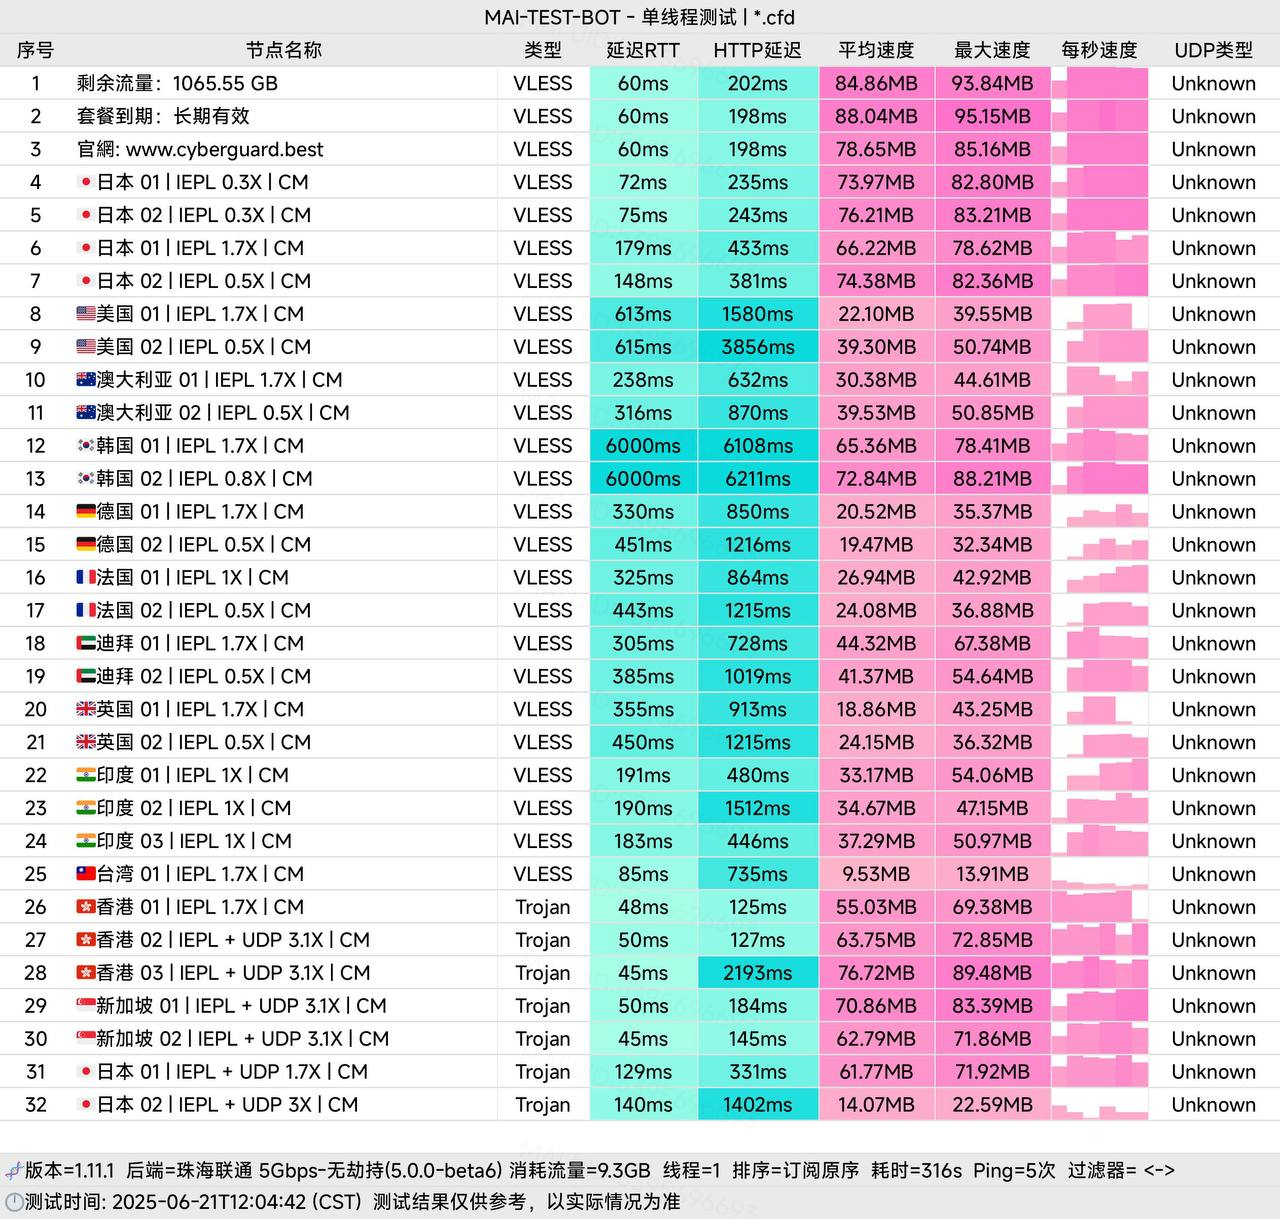 MAI-TEST-BOT - 单线程测试 | *.cfd
序号 节点名称 类型 延迟RTT HTTP延迟 平均速度 最大速度 每秒速度 UDP类型
1 剩余流量：1065.55 GB VLESS 60ms 202ms 84.86MB 93.84MB Unknown
2 套餐到期：长期有效 VLESS 60ms 198ms 88.04MB 95.15MB Unknown
3 官網: www.cyberguard.best VLESS 60ms 198ms 78.65MB 85.16MB Unknown
4 日本 01 | IEPL 0.3X | CM VLESS 72ms 235ms 73.97MB 82.80MB Unknown
5 日本 02 | IEPL 0.3X | CM VLESS 75ms 243ms 76.21MB 83.21MB Unknown
6 日本 01 | IEPL 1.7X | CM VLESS 179ms 433ms 66.22MB 78.62MB Unknown
7 日本 02 | IEPL 0.5X | CM VLESS 148ms 381ms 74.38MB 82.36MB Unknown
8 美国 01 | IEPL 1.7X | CM VLESS 613ms 1580ms 22.10MB 39.55MB Unknown
9 美国 02 | IEPL 0.5X | CM VLESS 615ms 3856ms 39.30MB 50.74MB Unknown
10 澳大利亚 01 | IEPL 1.7X | CM VLESS 238ms 632ms 30.38MB 44.61MB Unknown
11 澳大利亚 02 | IEPL 0.5X | CM VLESS 316ms 870ms 39.53MB 50.85MB Unknown
12 韩国 01 | IEPL 1.7X | CM VLESS 6000ms 6108ms 65.36MB 78.41MB Unknown
13 韩国 02 | IEPL 0.8X | CM VLESS 6000ms 6211ms 72.84MB 88.21MB Unknown
14 德国 01 | IEPL 1.7X | CM VLESS 330ms 850ms 20.52MB 35.37MB Unknown
15 德国 02 | IEPL 0.5X | CM VLESS 451ms 1216ms 19.47MB 32.34MB Unknown
16 法国 01 | IEPL 1X | CM VLESS 325ms 864ms 26.94MB 42.92MB Unknown
17 法国 02 | IEPL 0.5X | CM VLESS 443ms 1215ms 24.08MB 36.88MB Unknown
18 迪拜 01 | IEPL 1.7X | CM VLESS 305ms 728ms 44.32MB 67.38MB Unknown
19 迪拜 02 | IEPL 0.5X | CM VLESS 385ms 1019ms 41.37MB 54.64MB Unknown
20 英国 01 | IEPL 1.7X | CM VLESS 355ms 913ms 18.86MB 43.25MB Unknown
21 英国 02 | IEPL 0.5X | CM VLESS 450ms 1215ms 24.15MB 36.32MB Unknown
22 印度 01 | IEPL 1X | CM VLESS 191ms 480ms 33.17MB 54.06MB Unknown
23 印度 02 | IEPL 1X | CM VLESS 190ms 1512ms 34.67MB 47.15MB Unknown
24 印度 03 | IEPL 1X | CM VLESS 183ms 446ms 37.29MB 50.97MB Unknown
25 台湾 01 | IEPL 1.7X | CM VLESS 85ms 735ms 9.53MB 13.91MB Unknown
26 香港 01 | IEPL 1.7X | CM Trojan 48ms 125ms 55.03MB 69.38MB Unknown
27 香港 02 | IEPL + UDP 3.1X | CM Trojan 50ms 127ms 63.75MB 72.85MB Unknown
28 香港 03 | IEPL + UDP 3.1X | CM Trojan 45ms 2193ms 76.72MB 89.48MB Unknown
29 新加坡 01 | IEPL + UDP 3.1X | CM Trojan 50ms 184ms 70.86MB 83.39MB Unknown
30 新加坡 02 | IEPL + UDP 3.1X | CM Trojan 45ms 145ms 62.79MB 71.86MB Unknown
31 日本 01 | IEPL + UDP 1.7X | CM Trojan 129ms 331ms 61.77MB 71.92MB Unknown
32 日本 02 | IEPL + UDP 3X | CM Trojan 140ms 1402ms 14.07MB 22.59MB Unknown
版本=1.11.1 后端=珠海联通 5Gbps-无劫持(5.0.0-beta6) 消耗流量=9.3GB 线程=1 排序=订阅原序 耗时=316s Ping=5次 过滤器= <->
测试时间: 2025-06-21T12:04:42 (CST) 测试结果仅供参考，以实际情况为准